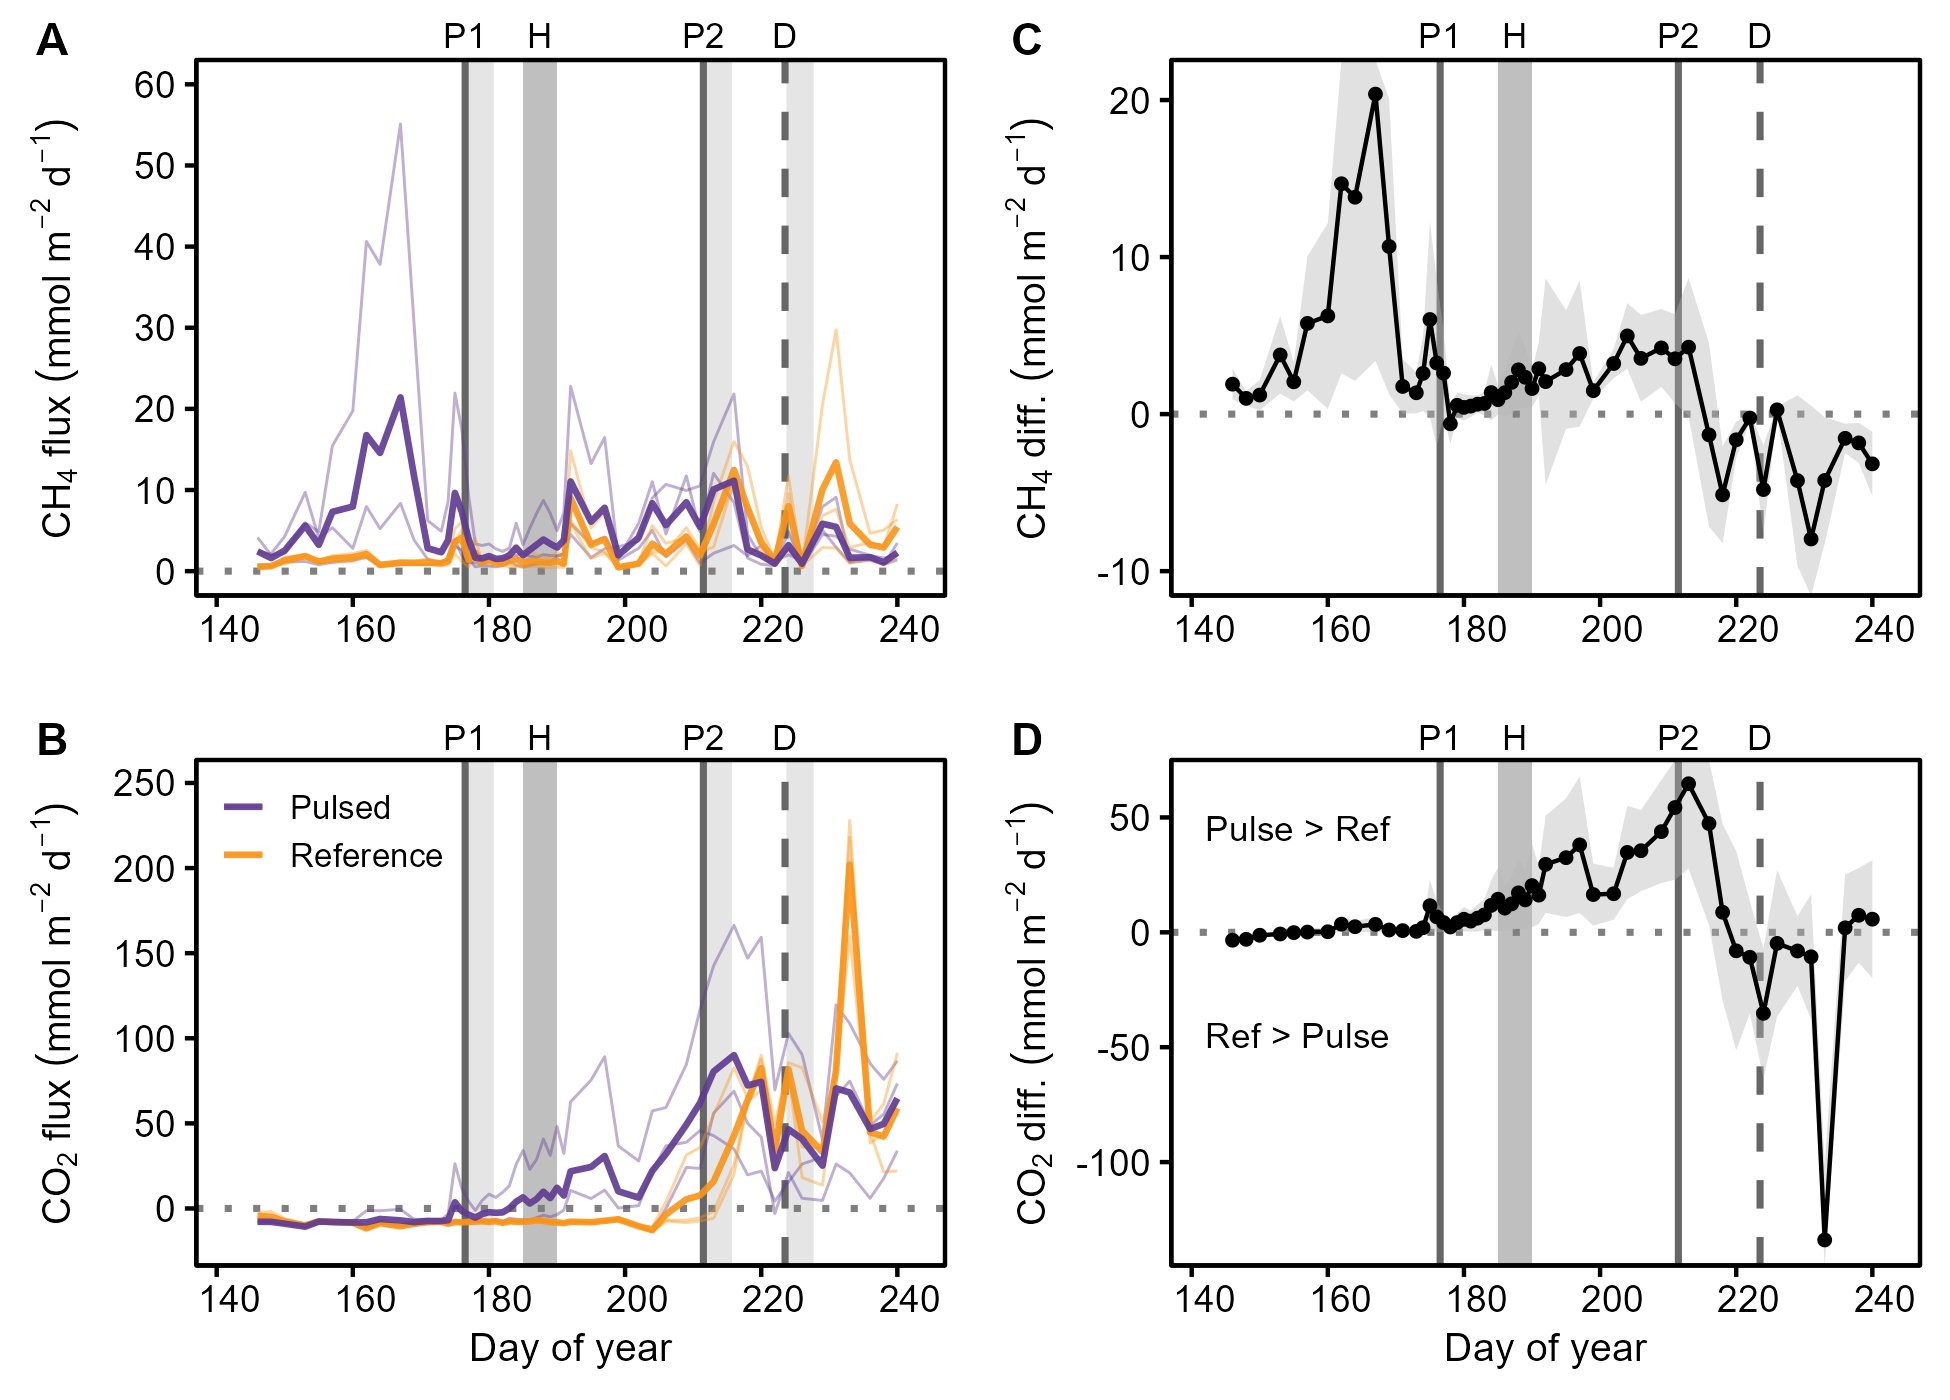 A
P1 H P2 D
CH₄ flux (mmol m⁻² d⁻¹)
60
50
40
30
20
10
0
140 160 180 200 220 240
C
P1 H P2 D
CH₄ diff. (mmol m⁻² d⁻¹)
20
10
0
-10
140 160 180 200 220 240
B
P1 H P2 D
CO₂ flux (mmol m⁻² d⁻¹)
250
200
150
100
50
0
Pulsed
Reference
140 160 180 200 220 240
Day of year
D
P1 H P2 D
CO₂ diff. (mmol m⁻² d⁻¹)
50
0
-50
-100
Pulse > Ref
Ref > Pulse
140 160 180 200 220 240
Day of year